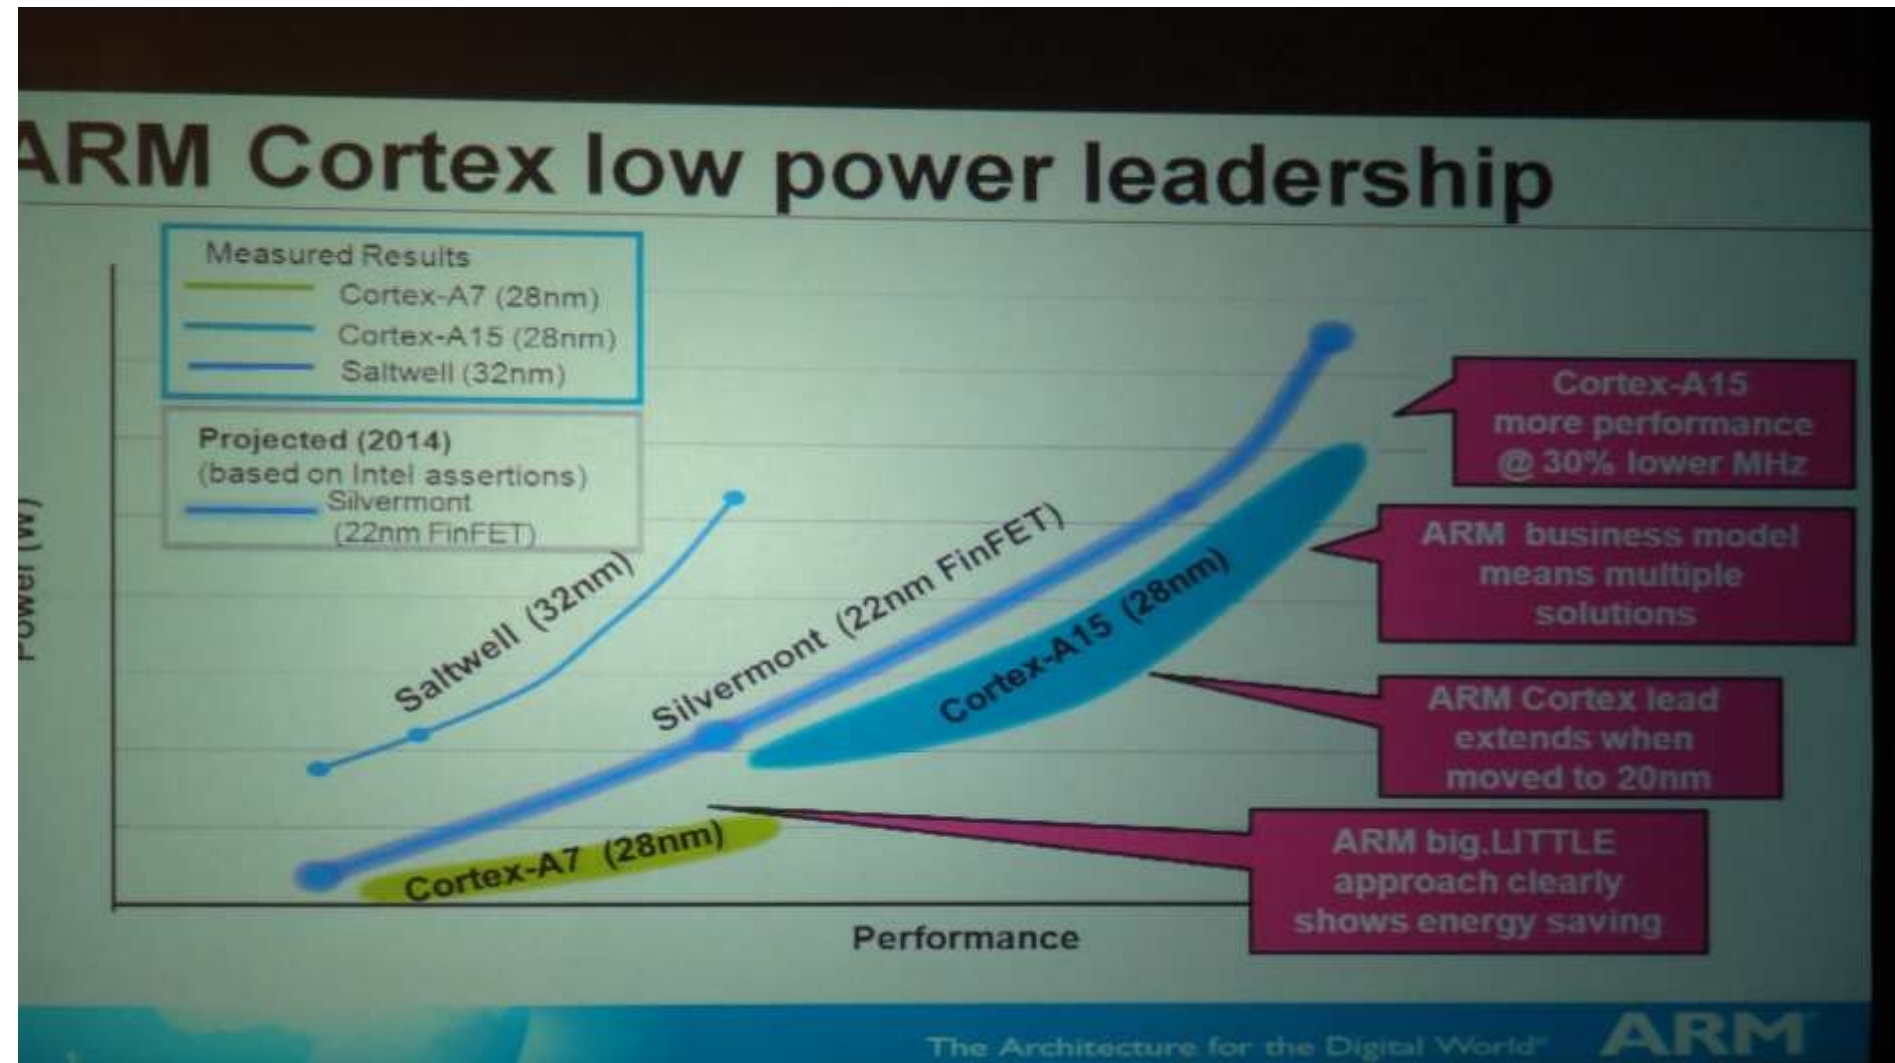 ARM Cortex low power leadership
Measured Results
Cortex-A7 (28nm)
Cortex-A15 (28nm)
Saltwell (32nm)
Projected (2014)
(based on Intel assertions)
Silvermont
(22nm FinFET)
Power (W)
Saltwell (32nm)
Silvermont (22nm FinFET)
Cortex-A15 (28nm)
Cortex-A7 (28nm)
Cortex-A15
more performance
@ 30% lower MHz
ARM business model
means multiple
solutions
ARM Cortex lead
extends when
moved to 20nm
ARM big.LITTLE
approach clearly
shows energy saving
Performance
The Architecture for the Digital World®
ARM